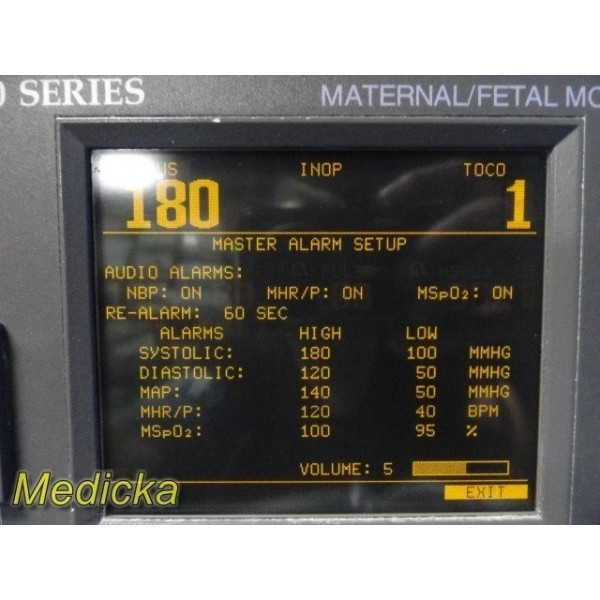 0 SERIES MATERNAL/FETAL MO
US INOP TOCO
180 1
MASTER ALARM SETUP
AUDIO ALARMS:
NBP: ON MHR/P: ON MSpO₂: ON
RE-ALARM: 60 SEC
ALARMS HIGH LOW
SYSTOLIC: 180 100 MMHG
DIASTOLIC: 120 50 MMHG
MAP: 140 50 MMHG
MHR/P: 120 40 BPM
MSpO₂: 100 95 %
VOLUME: 5
EXIT
Medicka